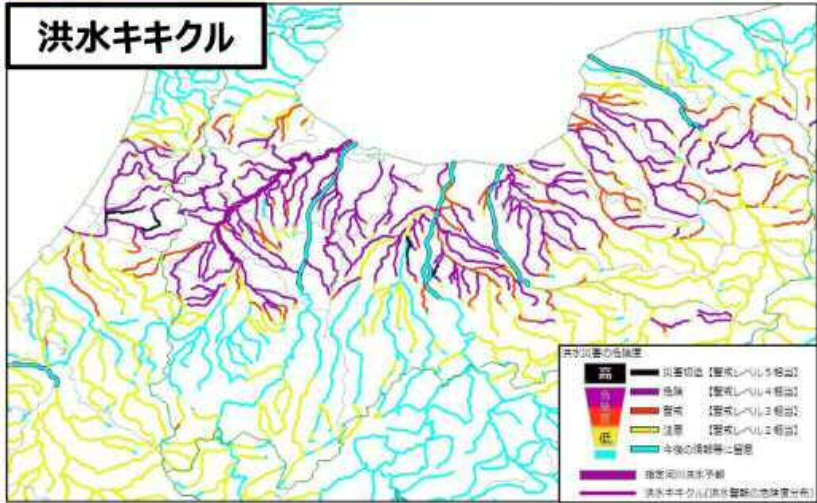 洪水キキクル
洪水災害の危険度
高
危険度
低
災害切迫【警戒レベル5相当】
危険 【警戒レベル4相当】
警戒 【警戒レベル3相当】
注意 【警戒レベル2相当】
今後の情報等に留意
指定河川洪水予報
洪水キキクル(洪水警報の危険度分布)